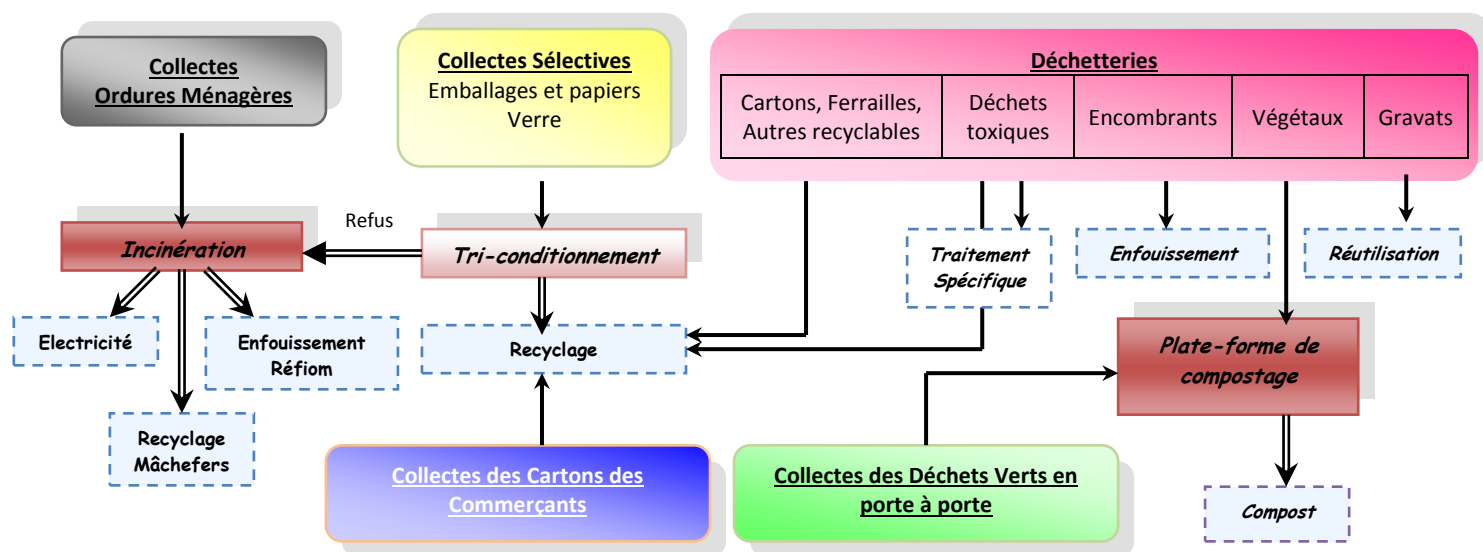 Collectes
Ordures Ménagères
Collectes Sélectives
Emballages et papiers
Verre
Déchetteries
Cartons, Ferrailles,
Autres recyclables
Déchets
toxiques
Encombrants
Végétaux
Gravats
Refus
Incinération
Tri-conditionnement
Traitement
Spécifique
Enfouissement
Réutilisation
Electricité
Enfouissement
Réfiom
Recyclage
Plate-forme de
compostage
Recyclage
Mâchefers
Collectes des Cartons des
Commerçants
Collectes des Déchets Verts en
porte à porte
Compost